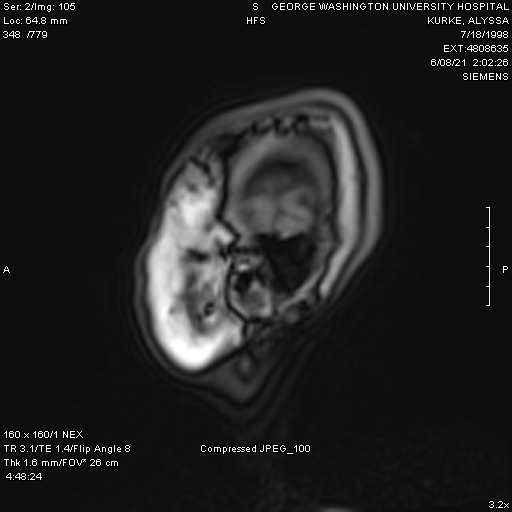 Ser: 2/Img: 105
Loc: 64.8 mm
348 /779
S
HFS
GEORGE WASHINGTON UNIVERSITY HOSPITAL
KURKE, ALYSSA
7/18/1998
EXT:4808635
6/08/21 2:02:26
SIEMENS
A
P
160 x 160/1 NEX
TR 3.1/TE 1.4/Flip Angle 8
Thk 1.6 mm/FOV* 26 cm
4:48:24
Compressed JPEG_100
3.2x